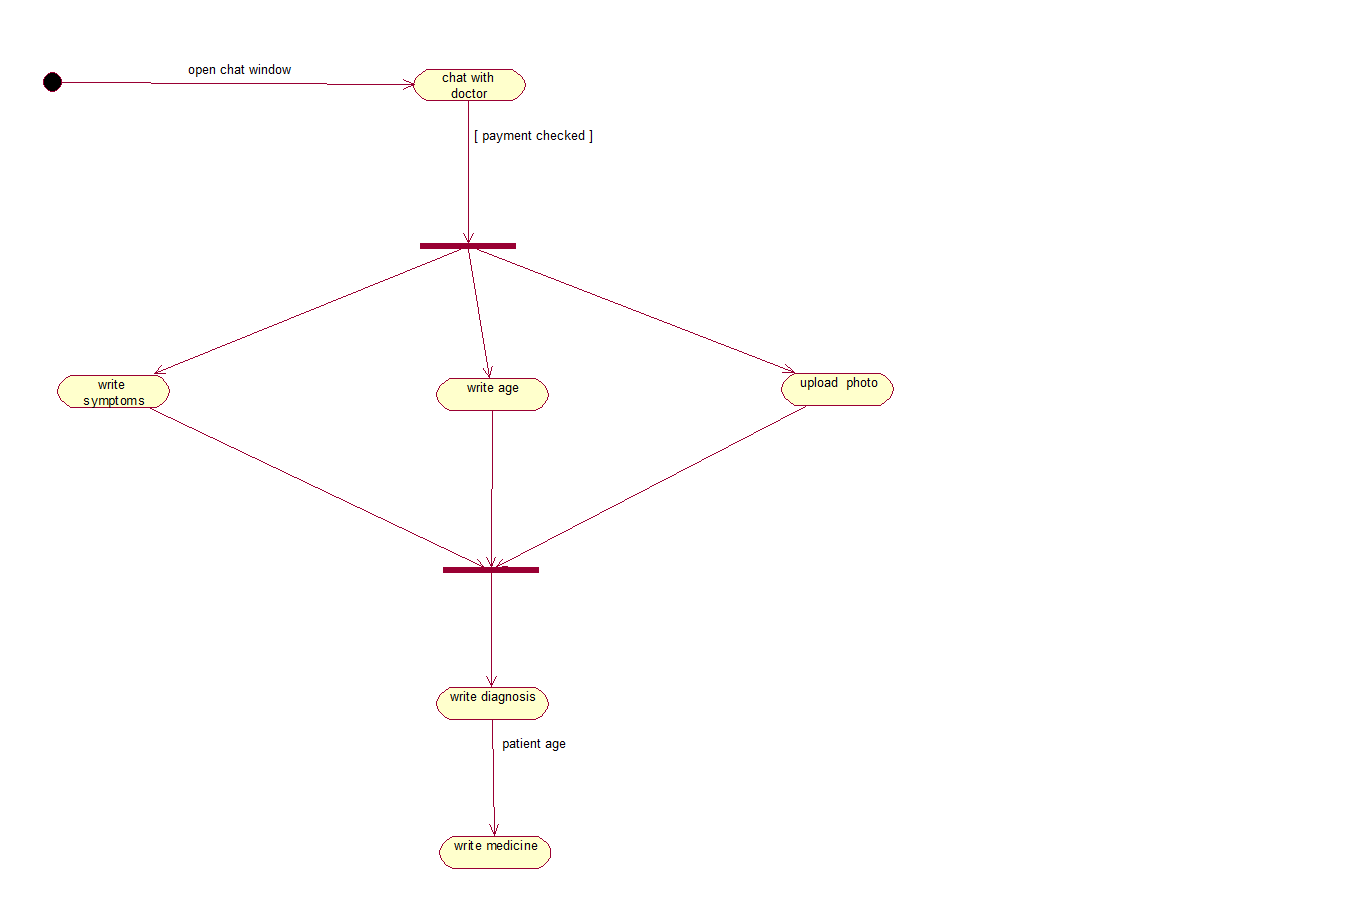 open chat window
chat with
doctor
[ payment checked ]
write
symptoms
write age
upload photo
write diagnosis
patient age
write medicine